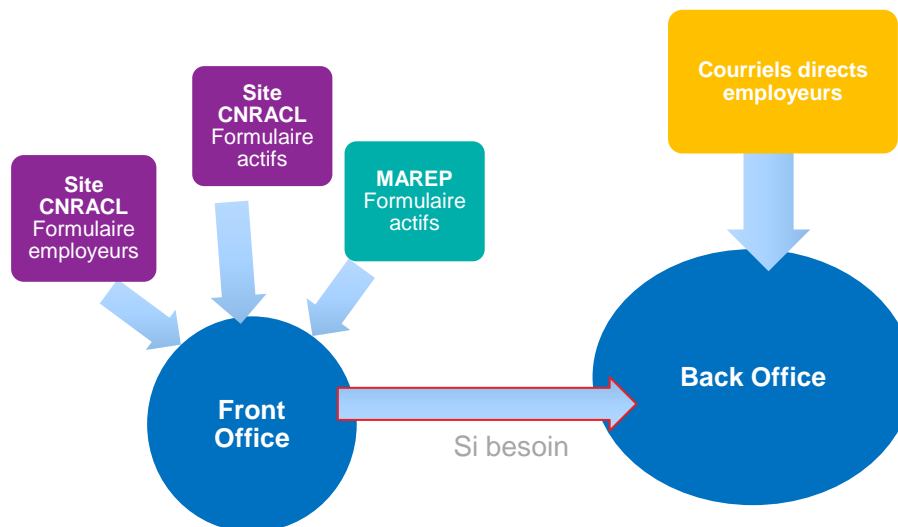 Site
CNRACL
Formulaire
employeurs
Site
CNRACL
Formulaire
actifs
MAREP
Formulaire
actifs
Courriels directs
employeurs
Front
Office
Si besoin
Back Office